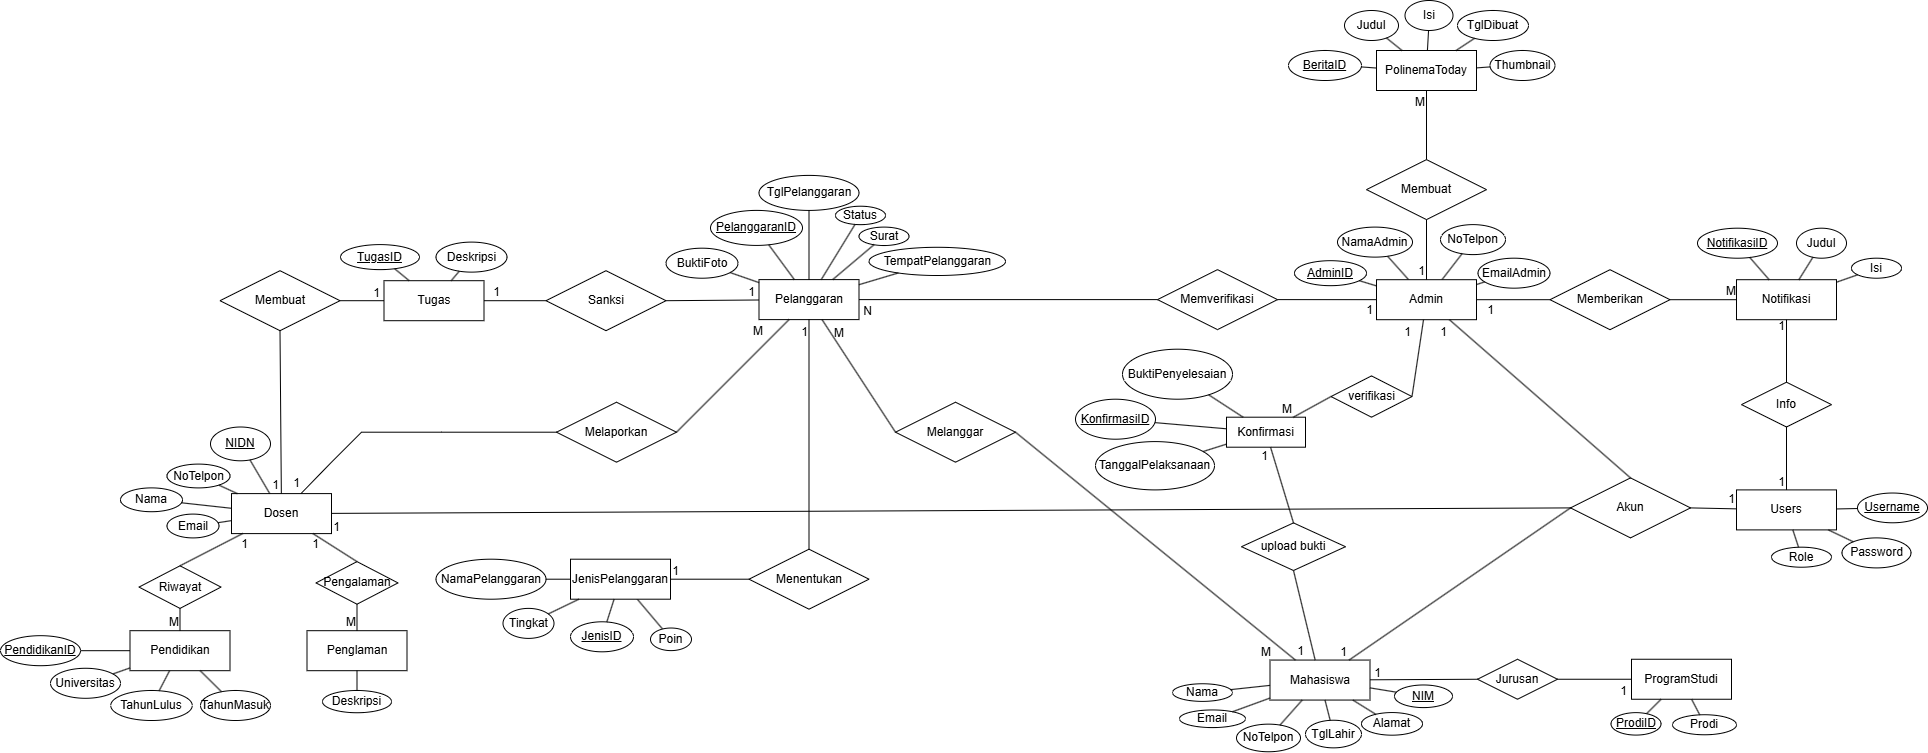 Isi
Judul
TglDibuat
BeritaID
PolinemaToday
Thumbnail
M
Membuat
1
TglPelanggaran
PelanggaranID
Status
Surat
BuktiFoto
TempatPelanggaran
Pelanggaran
1
N
M
1
M
TugasID
Deskripsi
Tugas
1
1
Membuat
Sanksi
Memverifikasi
NamaAdmin
NoTelpon
AdminID
EmailAdmin
Admin
1
1
1
1
Memberikan
M
NotifikasiID
Judul
Isi
Notifikasi
1
Info
1
BuktiPenyelesaian
verifikasi
M
KonfirmasiID
Konfirmasi
TanggalPelaksanaan
1
Melaporkan
Melanggar
NIDN
NoTelpon
Nama
Email
Dosen
1
1
1
1
1
Akun
1
Users
Username
Role
Password
upload bukti
Riwayat
Pengalaman
M
M
PendidikanID
Pendidikan
Universitas
TahunLulus
TahunMasuk
Penglaman
Deskripsi
NamaPelanggaran
JenisPelanggaran
1
Menentukan
Tingkat
JenisID
Poin
M
1
1
Mahasiswa
1
Nama
Email
NoTelpon
TglLahir
Alamat
NIM
Jurusan
1
ProgramStudi
ProdiID
Prodi